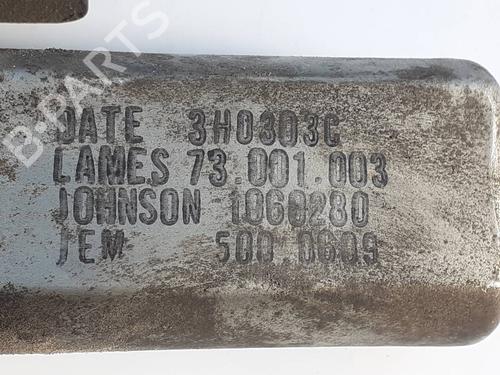 B-PARTS
DATE 3H0303C
LAMES 73.001.003
JOHNSON 1060280
JEM 500.0609